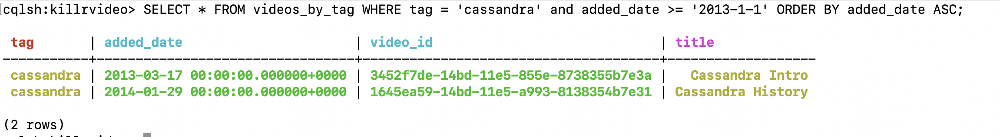 [cqlsh:killrvideo> SELECT * FROM videos_by_tag WHERE tag = 'cassandra' and added_date >= '2013-1-1' ORDER BY added_date ASC;
tag | added_date | video_id | title
-----------+---------------------------------+--------------------------------------+-------------------
cassandra | 2013-03-17 00:00:00.000000+0000 | 3452f7de-14bd-11e5-855e-8738355b7e3a | Cassandra Intro
cassandra | 2014-01-29 00:00:00.000000+0000 | 1645ea59-14bd-11e5-a993-8138354b7e31 | Cassandra History
(2 rows)